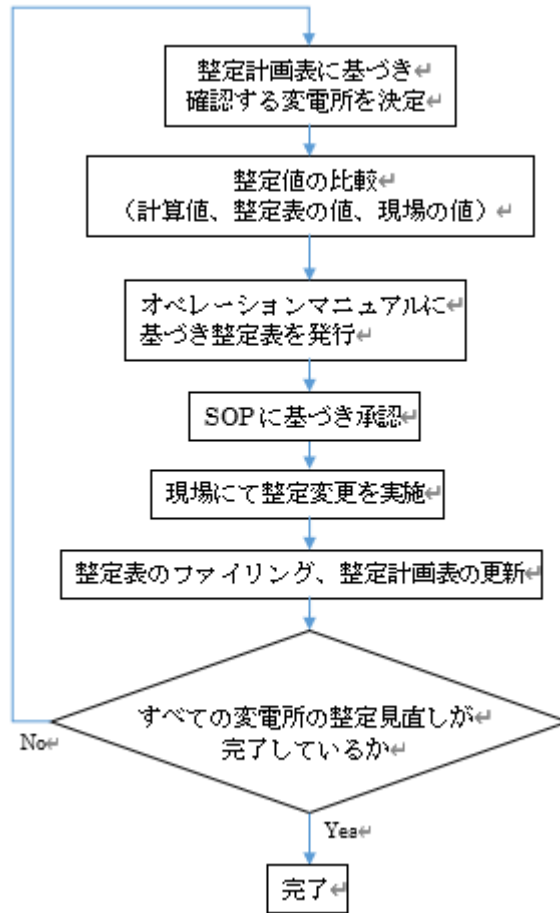 整定計画表に基づき↵
確認する変電所を決定↵
整定値の比較↵
（計算値、整定表の値、現場の値）↵
オペレーションマニュアルに↵
基づき整定表を発行↵
SOPに基づき承認↵
現場にて整定変更を実施↵
整定表のファイリング、整定計画表の更新↵
すべての変電所の整定見直しが↵
完了しているか↵
No↵
Yes↵
完了↵